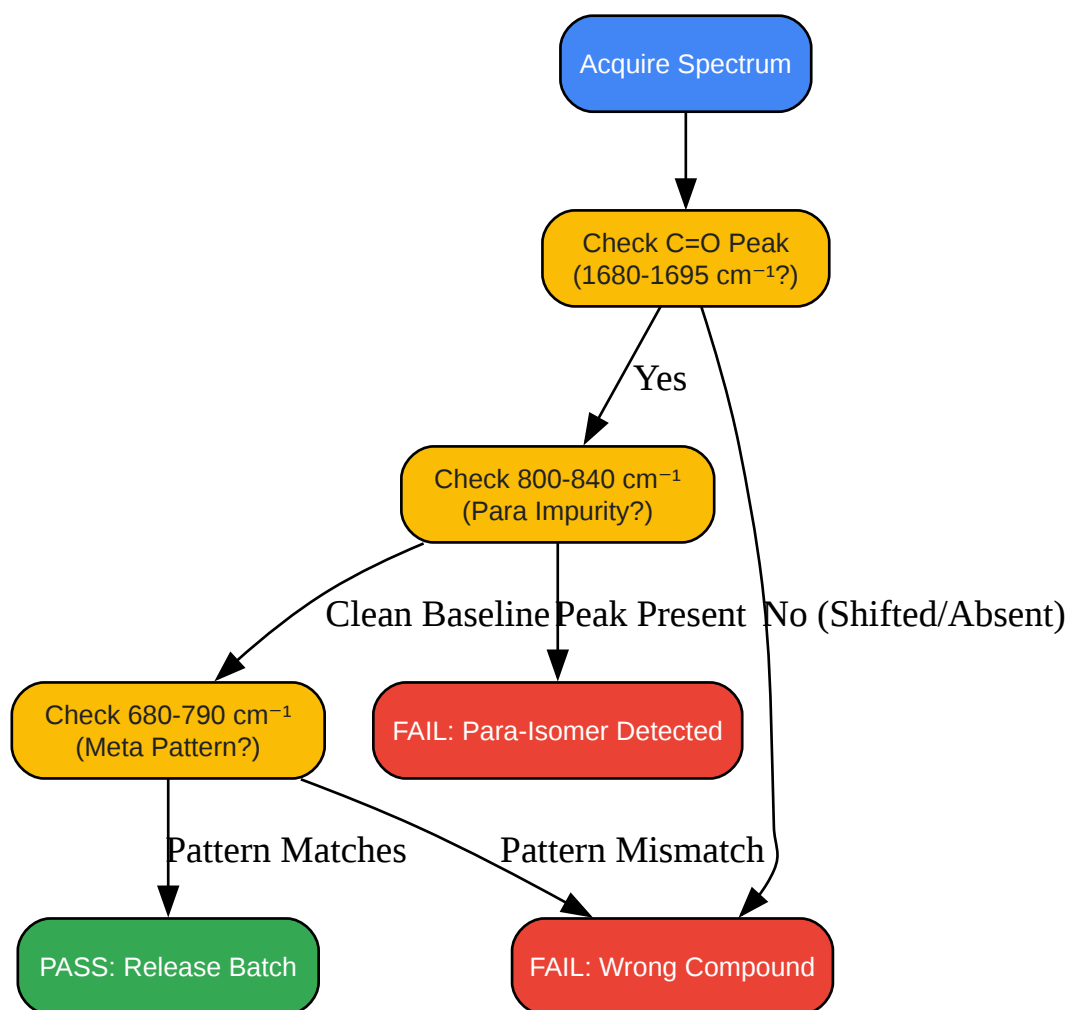 Acquire Spectrum
Check C=O Peak
(1680-1695 cm⁻¹?)
Yes
Check 800-840 cm⁻¹
(Para Impurity?)
Clean Baseline
Peak Present
No (Shifted/Absent)
Check 680-790 cm⁻¹
(Meta Pattern?)
FAIL: Para-Isomer Detected
Pattern Matches
Pattern Mismatch
PASS: Release Batch
FAIL: Wrong Compound